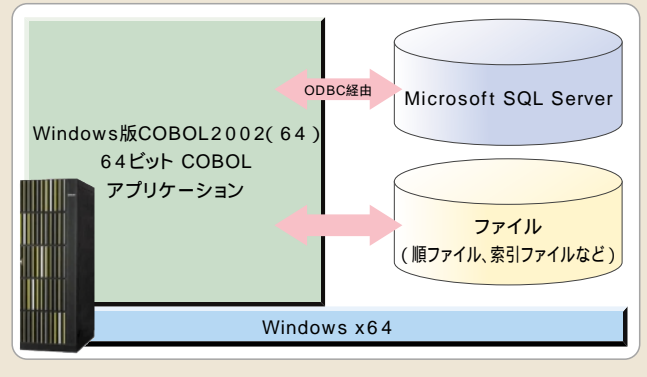 Windows版COBOL2002(64)
64ビット COBOL
アプリケーション
ODBC経由
Microsoft SQL Server
ファイル
(順ファイル、索引ファイルなど)
Windows x64